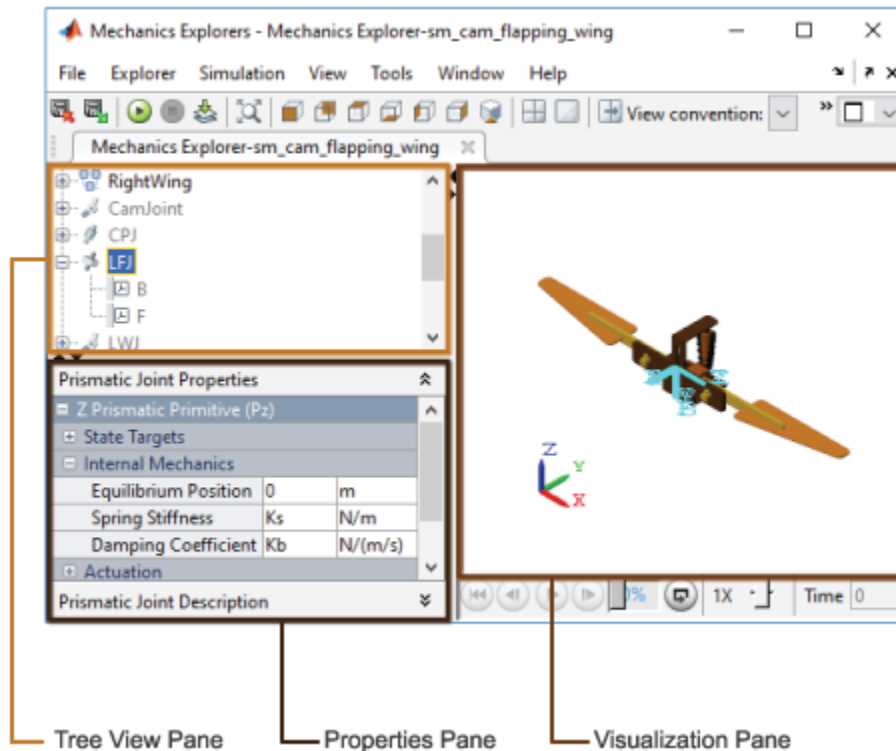 Mechanics Explorers - Mechanics Explorer-sm_cam_flapping_wing
File Explorer Simulation View Tools Window Help
View convention:
Mechanics Explorer-sm_cam_flapping_wing
RightWing
CamJoint
CPJ
LFJ
B
F
LWJ
Prismatic Joint Properties
Z Prismatic Primitive (Pz)
State Targets
Internal Mechanics
Equilibrium Position 0 m
Spring Stiffness Ks N/m
Damping Coefficient Kb N/(m/s)
Actuation
Prismatic Joint Description
Z
Y
X
1X Time 0
Tree View Pane Properties Pane Visualization Pane